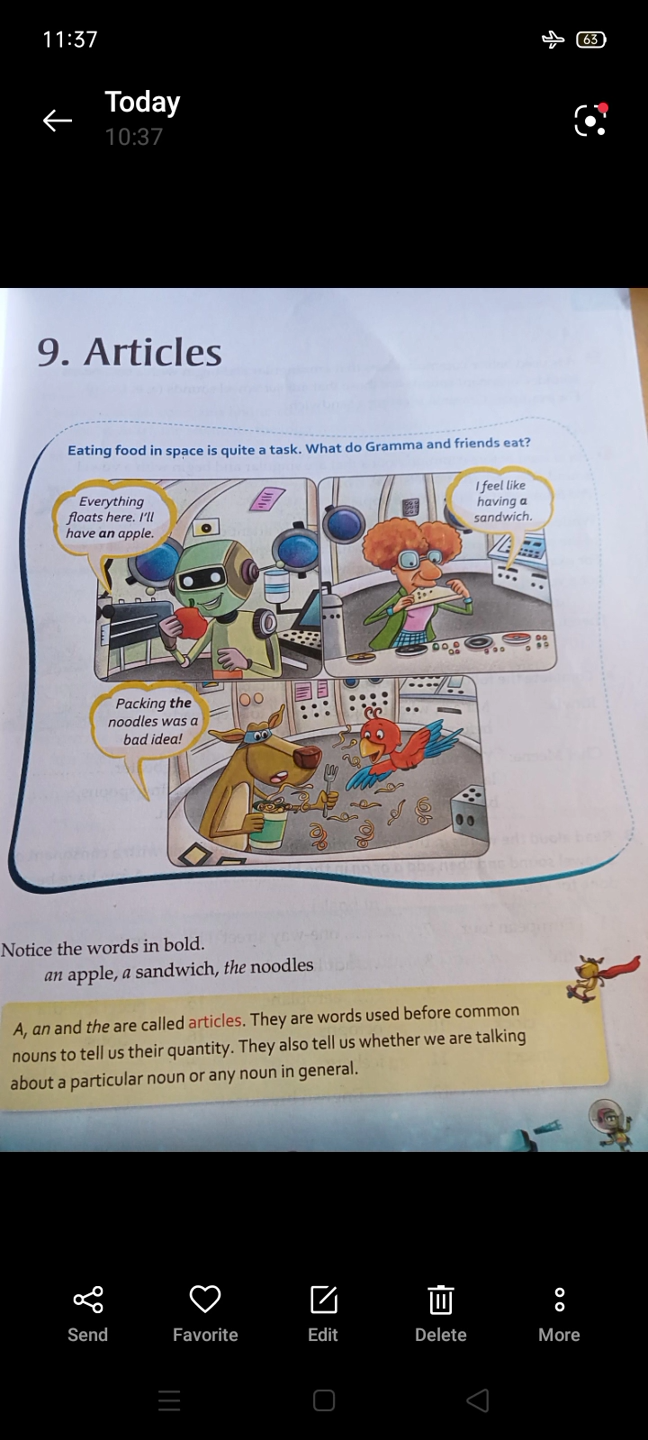 11:37
63
Today
10:37
9. Articles
Eating food in space is quite a task. What do Gramma and friends eat?
Everything
floats here. I'll
have an apple.
I feel like
having a
sandwich.
Packing the
noodles was a
bad idea!
Notice the words in bold.
an apple, a sandwich, the noodles
A, an and the are called articles. They are words used before common
nouns to tell us their quantity. They also tell us whether we are talking
about a particular noun or any noun in general.
Send
Favorite
Edit
Delete
More